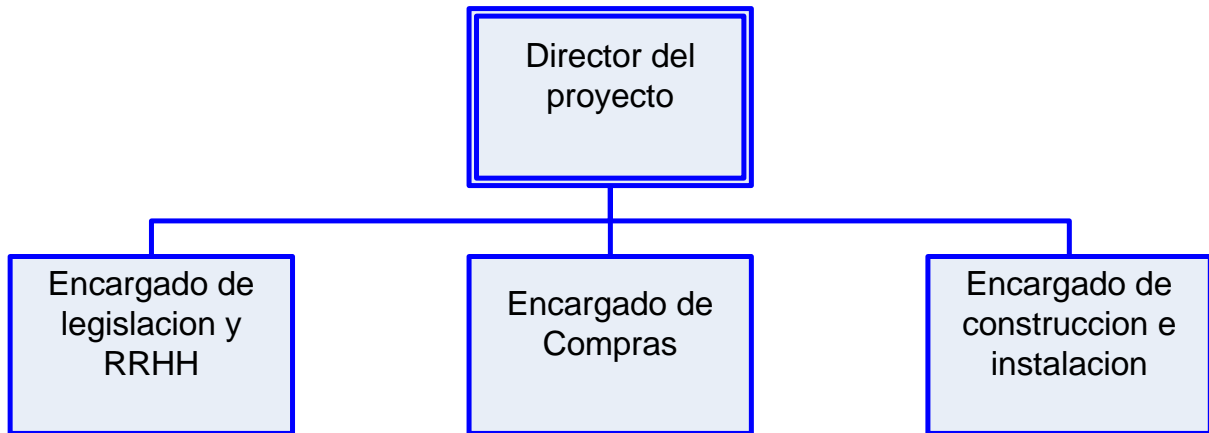 Director del
proyecto
Encargado de
legislacion y
RRHH
Encargado de
Compras
Encargado de
construccion e
instalacion